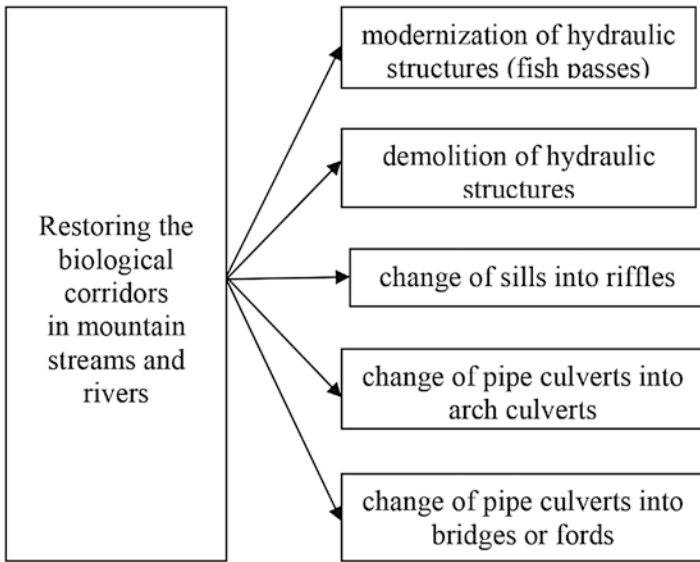 Restoring the
biological
corridors
in mountain
streams and
rivers
modernization of hydraulic
structures (fish passes)
demolition of hydraulic
structures
change of sills into riffles
change of pipe culverts into
arch culverts
change of pipe culverts into
bridges or fords